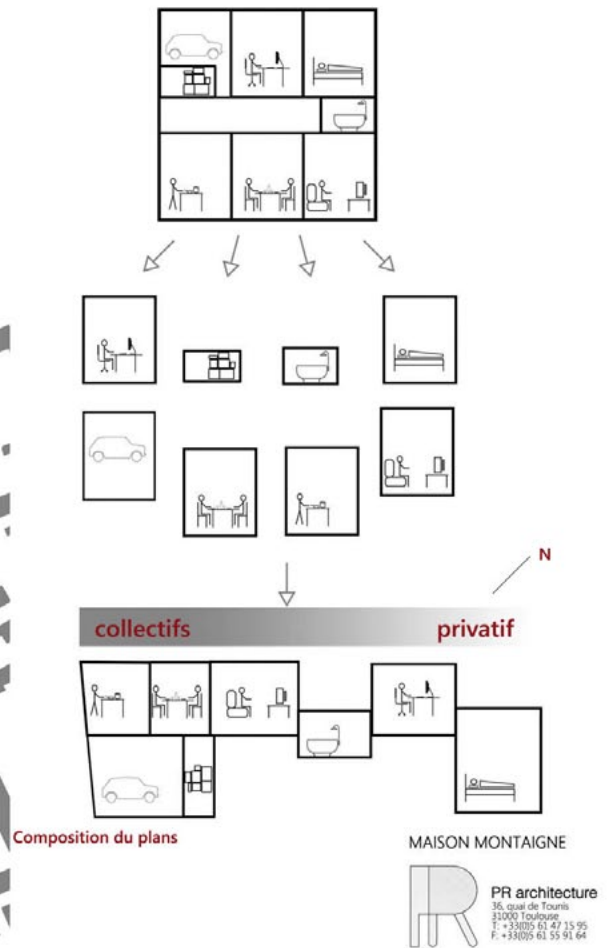 N
collectifs privatif
Composition du plans
MAISON MONTAIGNE
PR architecture
36, quai de Tounis
31000 Toulouse
T: +33(0)5 61 47 15 95
F: +33(0)5 61 55 91 64